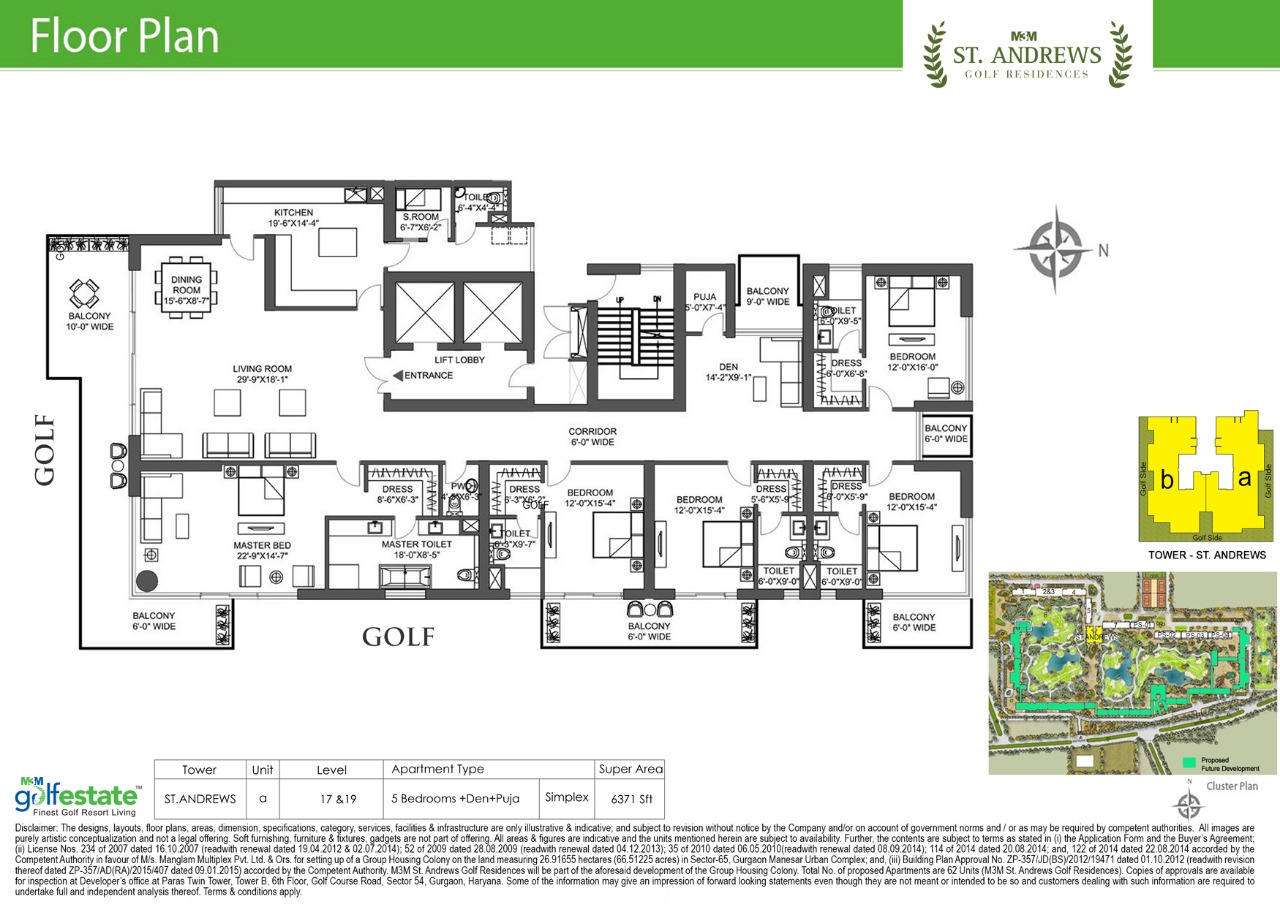 Floor Plan
M3M
ST. ANDREWS
GOLF RESIDENCES
KITCHEN
19'-6"X14'-4"
S.ROOM
6'-7"X6'-2"
TOILET
6'-4"X4'-4"
DINING
ROOM
15'-6"X8'-7"
BALCONY
10'-0" WIDE
LIVING ROOM
29'-9"X18'-1"
LIFT LOBBY
ENTRANCE
UP
DN
PUJA
5'-0"X7'-4"
BALCONY
9'-0" WIDE
DEN
14'-2"X9'-1"
TOILET
6'-0"X9'-5"
DRESS
6'-0"X6'-8"
BEDROOM
12'-0"X16'-0"
N
CORRIDOR
6'-0" WIDE
BALCONY
6'-0" WIDE
GOLF
DRESS
8'-6"X6'-3"
PWD
4'-5"X6'-3"
DRESS
6'-3"X6'-2"
GOLF
BEDROOM
12'-0"X15'-4"
BEDROOM
12'-0"X15'-4"
DRESS
5'-6"X5'-9"
DRESS
6'-0"X5'-9"
BEDROOM
12'-0"X15'-4"
MASTER BED
22'-9"X14'-7"
MASTER TOILET
18'-0"X8'-5"
TOILET
6'-3"X9'-7"
TOILET
6'-0"X9'-0"
TOILET
6'-0"X9'-0"
BALCONY
6'-0" WIDE
GOLF
BALCONY
6'-0" WIDE
BALCONY
6'-0" WIDE
b
a
Golf Side
Golf Side
Golf Side
TOWER - ST. ANDREWS
1
2&3
4
5
6
7
PS-01
PS-02
PS-03
PS-04
ST.ANDREWS
Proposed
Future Development
N
Cluster Plan
M3M
golfestate™
Finest Golf Resort Living
Tower Unit Level Apartment Type Super Area
ST.ANDREWS a 17 &19 5 Bedrooms +Den+Puja Simplex 6371 Sft
Disclaimer: The designs, layouts, floor plans, areas, dimension, specifications, category, services, facilities & infrastructure are only illustrative & indicative; and subject to revision without notice by the Company and/or on account of government norms and / or as may be required by competent authorities. All images are
purely artistic conceptualization and not a legal offering. Soft furnishing, furniture & fixtures, gadgets are not part of offering. All areas & figures are indicative and the units mentioned herein are subject to availability. Further, the contents are subject to terms as stated in (i) the Application Form and the Buyer's Agreement;
(ii) License Nos. 234 of 2007 dated 16.10.2007 (readwith renewal dated 19.04.2012 & 02.07.2014); 52 of 2009 dated 28.08.2009 (readwith renewal dated 04.12.2013); 35 of 2010 dated 06.05.2010(readwith renewal dated 08.09.2014); 114 of 2014 dated 20.08.2014; and, 122 of 2014 dated 22.08.2014 accorded by the
Competent Authority in favour of M/s. Manglam Multiplex Pvt. Ltd. & Ors. for setting up of a Group Housing Colony on the land measuring 26.91655 hectares (66.51225 acres) in Sector-65, Gurgaon Manesar Urban Complex; and, (iii) Building Plan Approval No. ZP-357/JD(BS)/2012/19471 dated 01.10.2012 (readwith revision
thereof dated ZP-357/AD(RA)/2015/407 dated 09.01.2015) accorded by the Competent Authority. M3M St. Andrews Golf Residences will be part of the aforesaid development of the Group Housing Colony. Total No. of proposed Apartments are 62 Units (M3M St. Andrews Golf Residences). Copies of approvals are available
for inspection at Developer's office at Paras Twin Tower, Tower B, 6th Floor, Golf Course Road, Sector 54, Gurgaon, Haryana. Some of the information may give an impression of forward looking statements even though they are not meant or intended to be so and customers dealing with such information are required to
undertake full and independent analysis thereof. Terms & conditions apply.